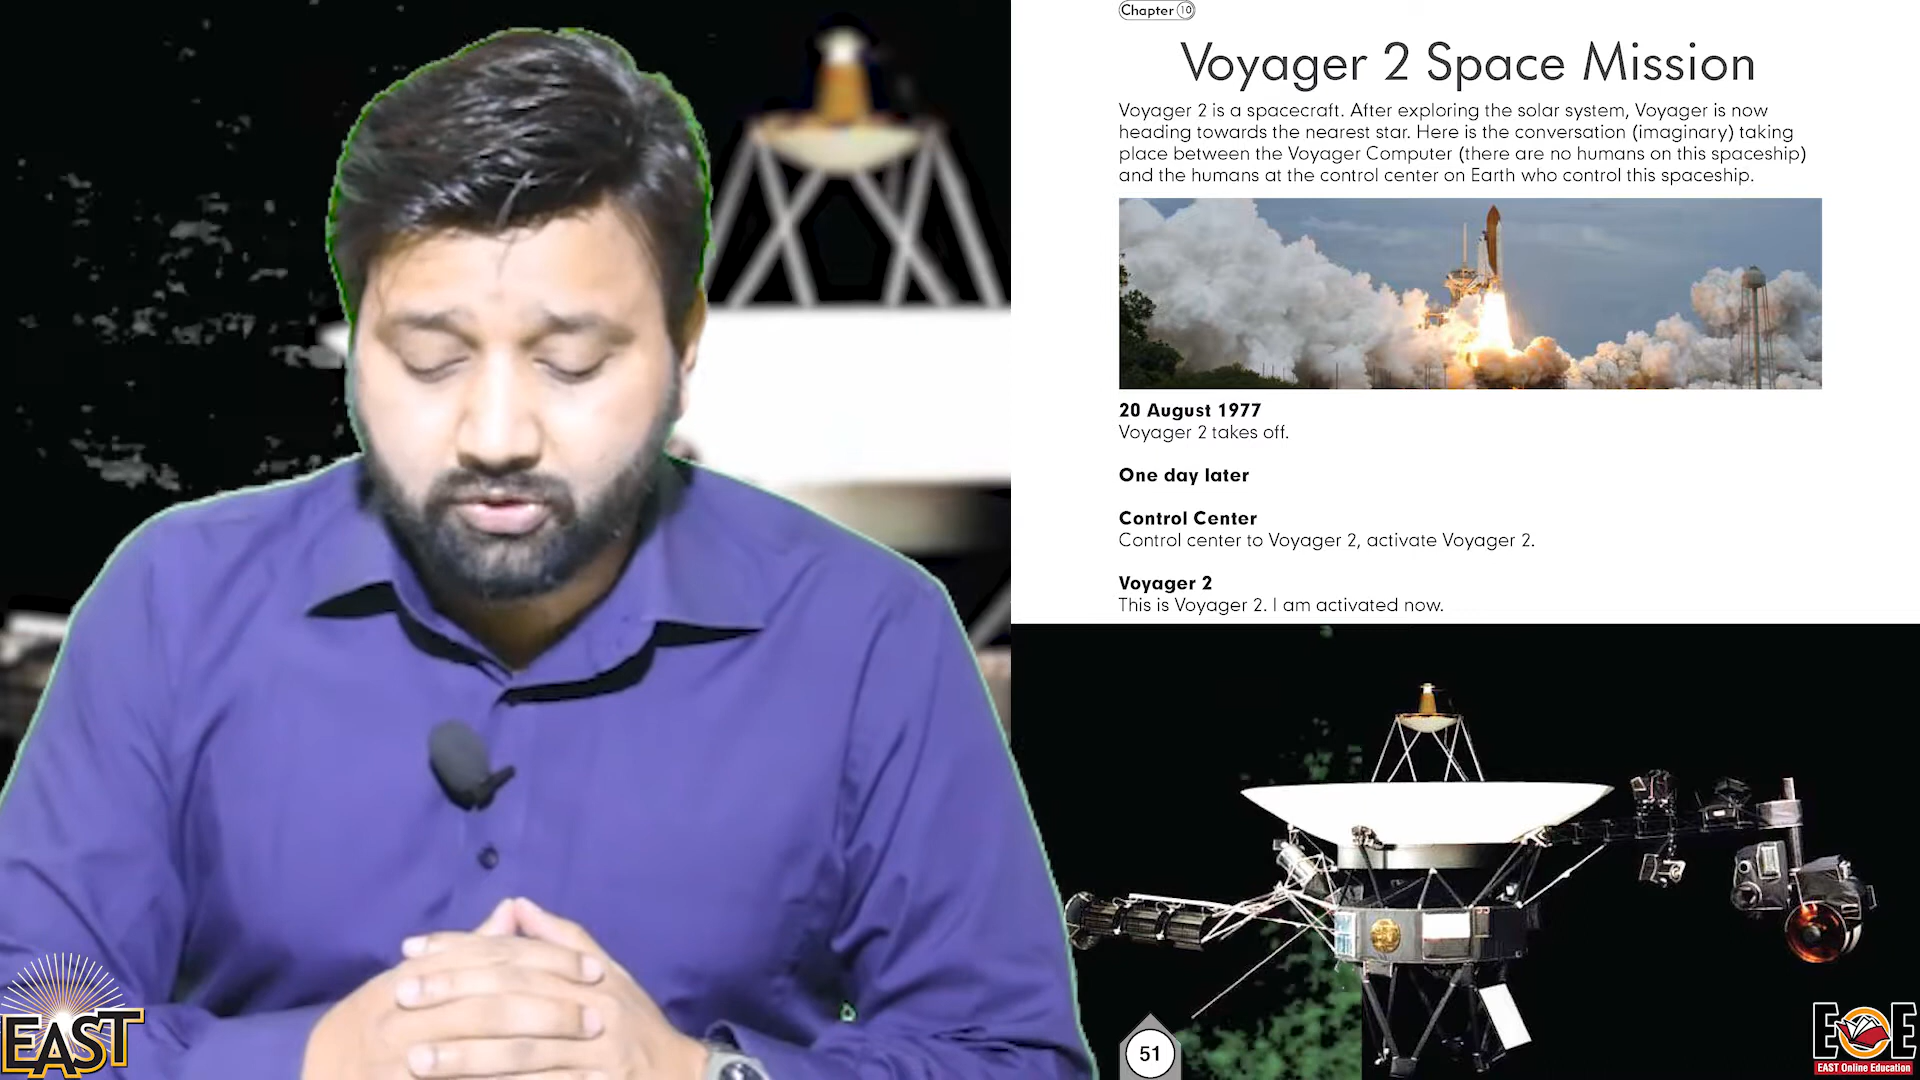 Chapter 10
Voyager 2 Space Mission
Voyager 2 is a spacecraft. After exploring the solar system, Voyager is now
heading towards the nearest star. Here is the conversation (imaginary) taking
place between the Voyager Computer (there are no humans on this spaceship)
and the humans at the control center on Earth who control this spaceship.
20 August 1977
Voyager 2 takes off.
One day later
Control Center
Control center to Voyager 2, activate Voyager 2.
Voyager 2
This is Voyager 2. I am activated now.
51
EAST
EOE
EAST Online Education